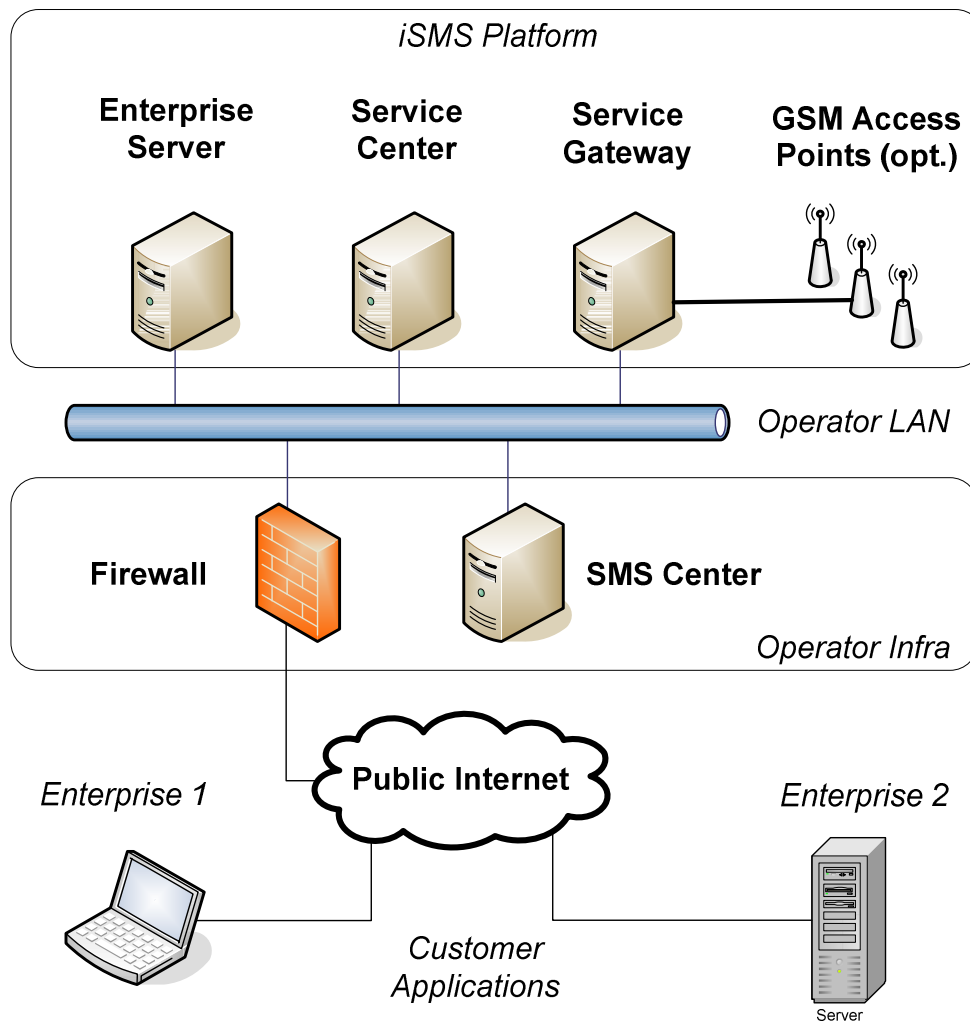 iSMS Platform
Enterprise
Server
Service
Center
Service
Gateway
GSM Access
Points (opt.)
Operator LAN
Firewall
SMS Center
Operator Infra
Public Internet
Enterprise 1
Enterprise 2
Customer
Applications
Server